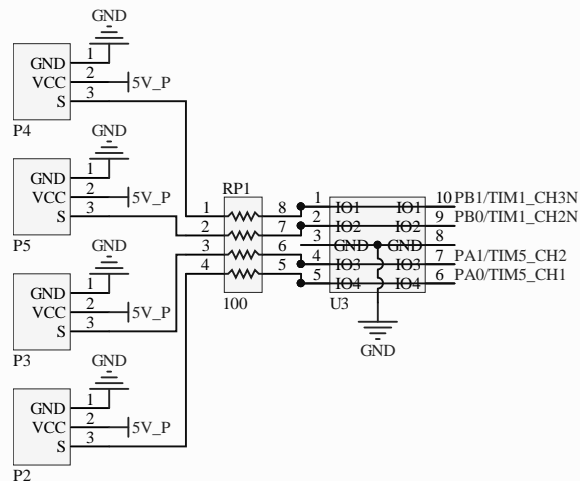 GND
GND 1
VCC 2 5V_P
S 3
P4
GND
GND 1
VCC 2 5V_P
S 3
P5
RP1
1 8
2 7
3 6
4 5
100
1 IO1 IO1 10 PB1/TIM1_CH3N
2 IO2 IO2 9 PB0/TIM1_CH2N
3 GND GND 8
4 IO3 IO3 7 PA1/TIM5_CH2
5 IO4 IO4 6 PA0/TIM5_CH1
U3
GND
GND
GND 1
VCC 2 5V_P
S 3
P3
GND
GND 1
VCC 2 5V_P
S 3
P2